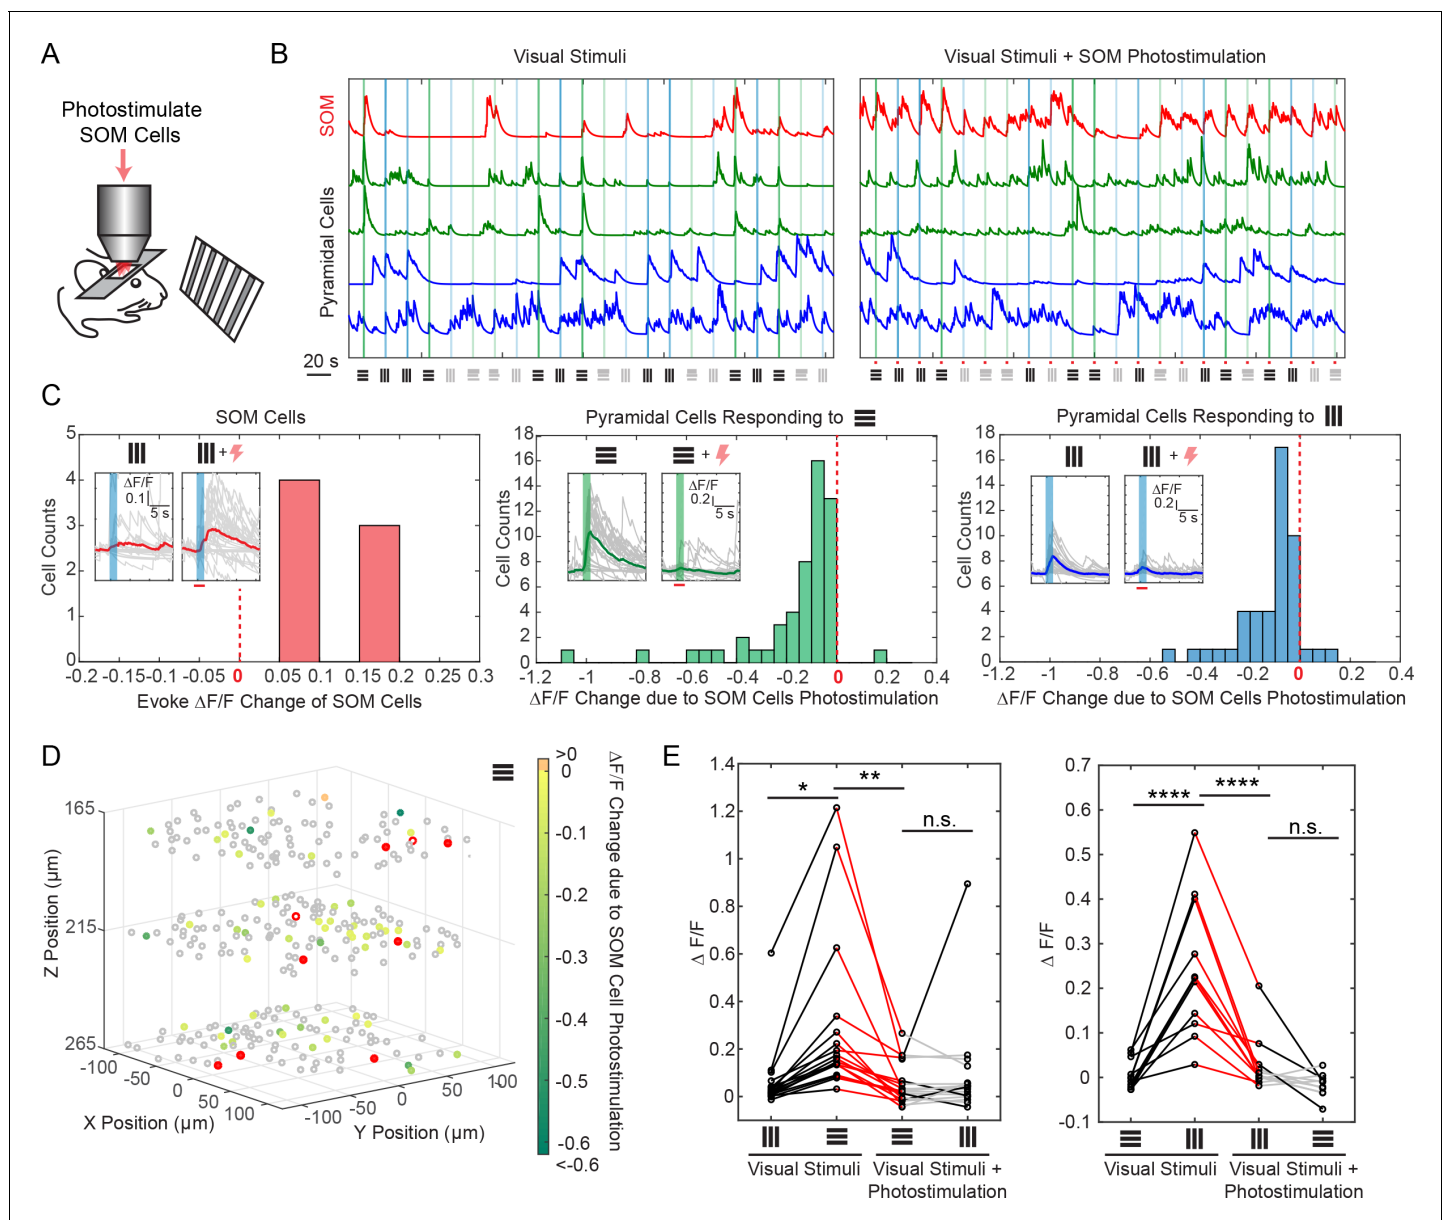 A
Photostimulate
SOM Cells
B
Visual Stimuli
Visual Stimuli + SOM Photostimulation
SOM
Pyramidal Cells
20 s
C
SOM Cells
5
4
3
2
1
0
Cell Counts
+
ΔF/F
0.1
5 s
-0.2 -0.15 -0.1 -0.05 0 0.05 0.1 0.15 0.2 0.25 0.3
Evoke ΔF/F Change of SOM Cells
Pyramidal Cells Responding to
18
16
14
12
10
8
6
4
2
0
Cell Counts
+
ΔF/F
0.2
5 s
-1.2 -1 -0.8 -0.6 -0.4 -0.2 0 0.2 0.4
ΔF/F Change due to SOM Cells Photostimulation
Pyramidal Cells Responding to
18
16
14
12
10
8
6
4
2
0
Cell Counts
+
ΔF/F
0.2
5 s
-1.2 -1 -0.8 -0.6 -0.4 -0.2 0 0.2 0.4
ΔF/F Change due to SOM Cells Photostimulation
D
165
215
265
Z Position (µm)
-100 -50 0 50 100
X Position (µm)
-100 -50 0 50 100
Y Position (µm)
>0
0
-0.1
-0.2
-0.3
-0.4
-0.5
-0.6
<-0.6
ΔF/F Change due to SOM Cell Photostimulation
E
1.4
1.2
1
0.8
0.6
0.4
0.2
0
Δ F/F
*
**
n.s.
Visual Stimuli
Visual Stimuli +
Photostimulation
0.7
0.6
0.5
0.4
0.3
0.2
0.1
0
-0.1
Δ F/F
****
****
n.s.
Visual Stimuli
Visual Stimuli +
Photostimulation